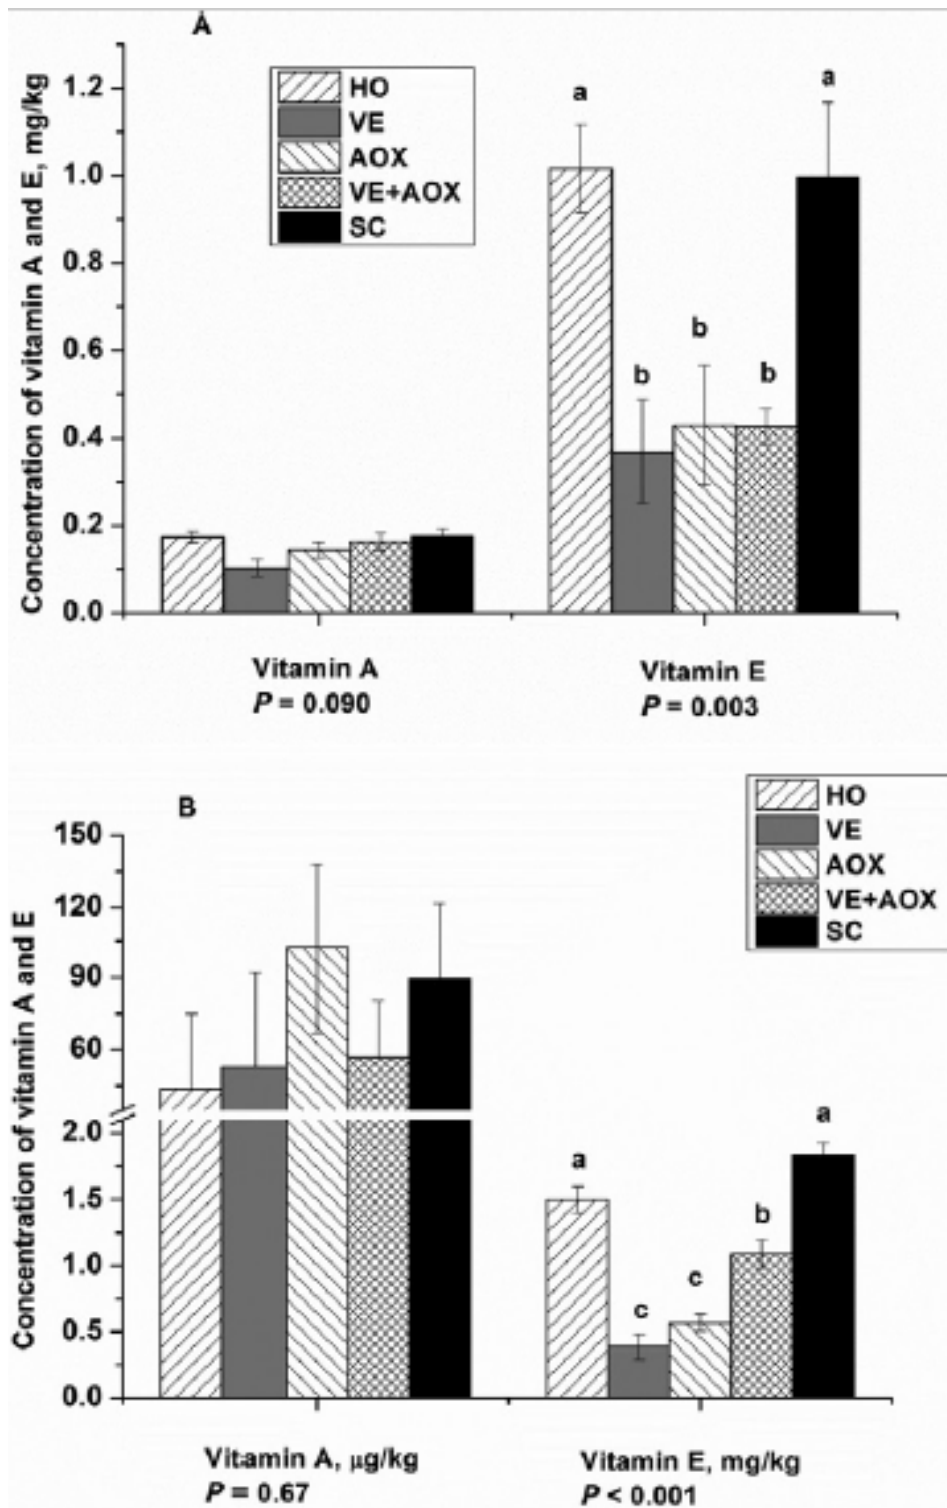 A
HO
VE
AOX
VE+AOX
SC
Concentration of vitamin A and E, mg/kg
1.2
1.0
0.8
0.6
0.4
0.2
0.0
a
b
b
b
a
Vitamin A
P = 0.090
Vitamin E
P = 0.003
B
HO
VE
AOX
VE+AOX
SC
Concentration of vitamin A and E
150
120
90
60
2.0
1.5
1.0
0.5
0.0
a
c
c
b
a
Vitamin A, μg/kg
P = 0.67
Vitamin E, mg/kg
P < 0.001